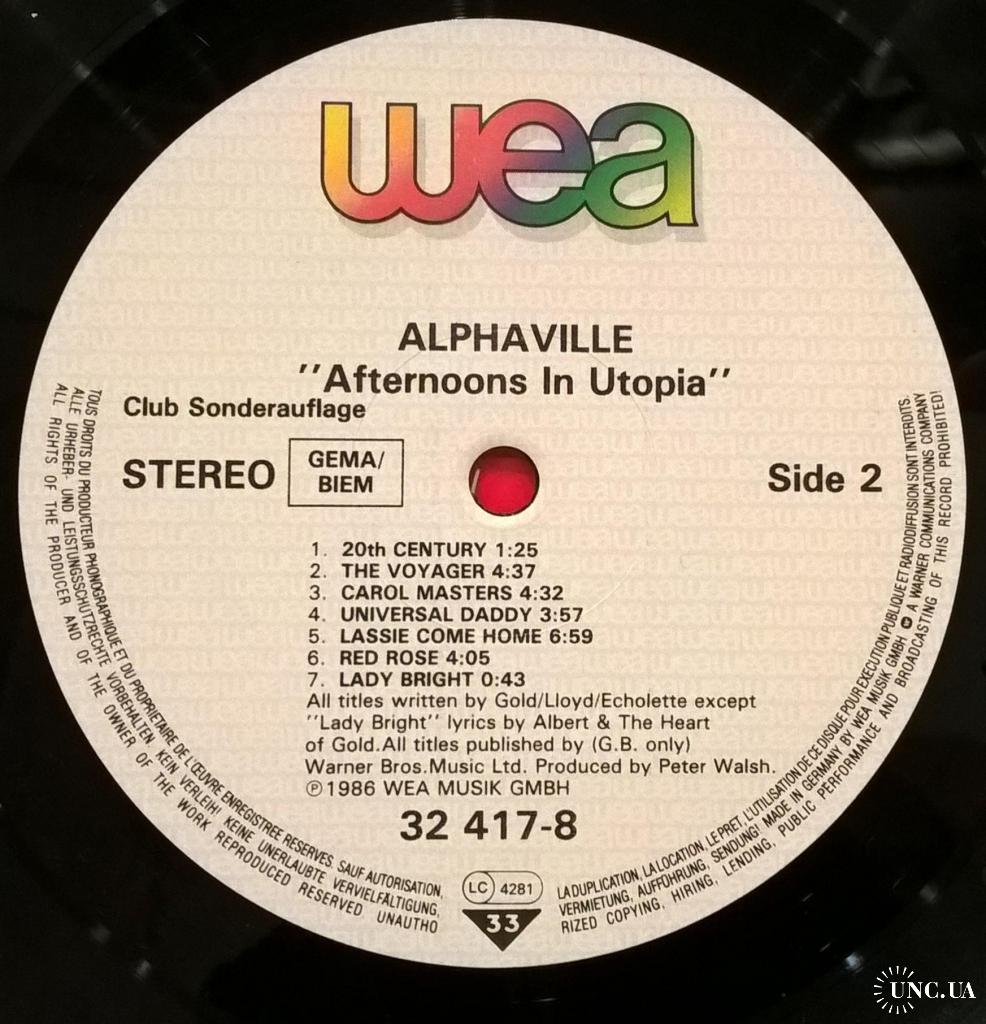 wea
ALPHAVILLE
"Afternoons In Utopia"
Club Sonderauflage
STEREO
GEMA/
BIEM
Side 2
1. 20th CENTURY 1:25
2. THE VOYAGER 4:37
3. CAROL MASTERS 4:32
4. UNIVERSAL DADDY 3:57
5. LASSIE COME HOME 6:59
6. RED ROSE 4:05
7. LADY BRIGHT 0:43
All titles written by Gold/Lloyd/Echolette except
"Lady Bright" lyrics by Albert & The Heart
of Gold.All titles published by (G.B. only)
Warner Bros.Music Ltd. Produced by Peter Walsh.
℗1986 WEA MUSIK GMBH
32 417-8
LC 4281
33
TOUS DROITS DU PRODUCTEUR PHONOGRAPHIQUE ET DU PROPRIETAIRE DE L'ŒUVRE ENREGISTREE RESERVES. SAUF AUTORISATION,
LA DUPLICATION, LA LOCATION, LE PRET, L'UTILISATION DE CE DISQUE POUR EXECUTION PUBLIQUE ET RADIODIFFUSION SONT INTERDITS.
ALLE URHEBER- UND LEISTUNGSSCHUTZRECHTE VORBEHALTEN. KEIN VERLEIH! KEINE UNERLAUBTE VERVIELFÄLTIGUNG,
VERMIETUNG, AUFFÜHRUNG, SENDUNG! MADE IN GERMANY BY WEA MUSIK GMBH A WARNER COMMUNICATIONS COMPANY
ALL RIGHTS OF THE PRODUCER AND OF THE OWNER OF THE WORK REPRODUCED RESERVED UNAUTHO
RIZED COPYING, HIRING, LENDING, PUBLIC PERFORMANCE AND BROADCASTING OF THIS RECORD PROHIBITED!
UNC.UA